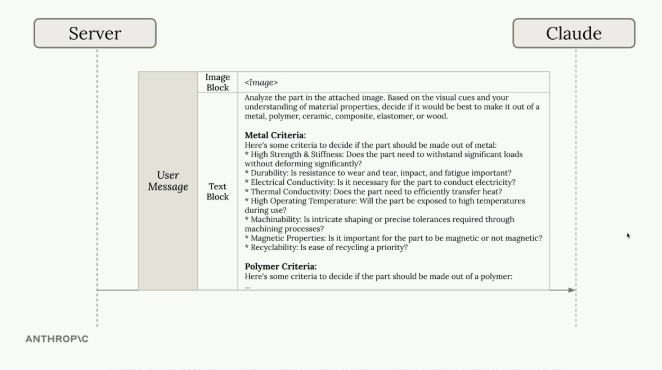 Server
Claude
User
Message
Image
Block
<Image>
Text
Block
Analyze the part in the attached image. Based on the visual cues and your
understanding of material properties, decide if it would be best to make it out of a
metal, polymer, ceramic, composite, elastomer, or wood.
Metal Criteria:
Here's some criteria to decide if the part should be made out of metal:
* High Strength & Stiffness: Does the part need to withstand significant loads
without deforming significantly?
* Durability: Is resistance to wear and tear, impact, and fatigue important?
* Electrical Conductivity: Is it necessary for the part to conduct electricity?
* Thermal Conductivity: Does the part need to efficiently transfer heat?
* High Operating Temperature: Will the part be exposed to high temperatures
during use?
* Machinability: Is intricate shaping or precise tolerances required through
machining processes?
* Magnetic Properties: Is it important for the part to be magnetic or not magnetic?
* Recyclability: Is ease of recycling a priority?
Polymer Criteria:
Here's some criteria to decide if the part should be made out of a polymer:
...
ANTHROP\C